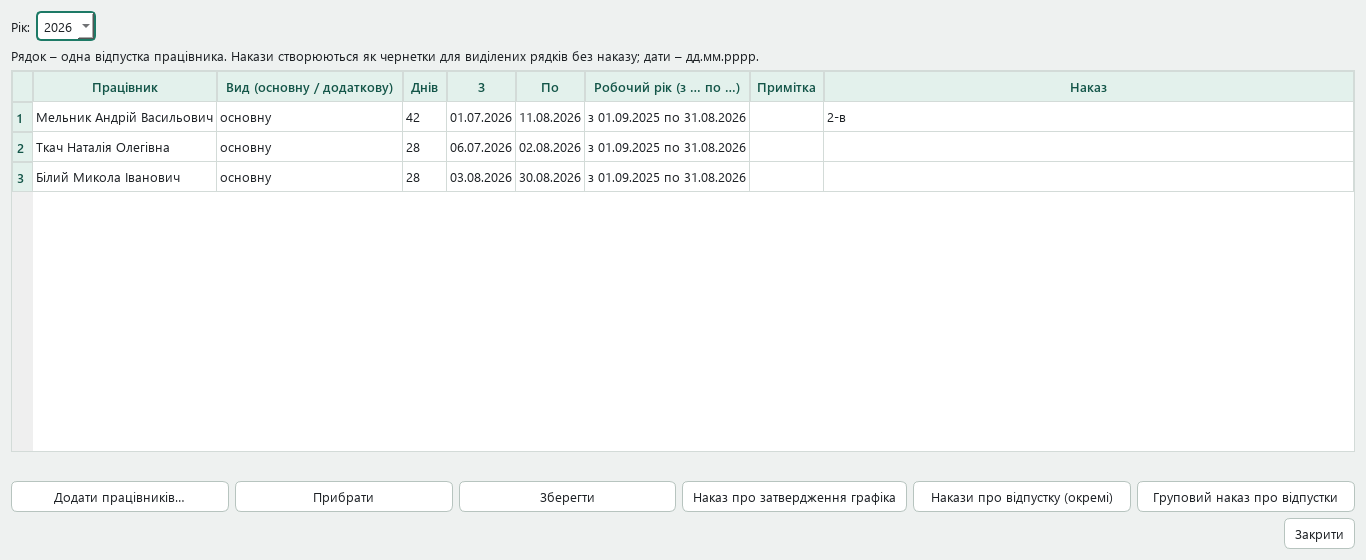 Рік: 2026
Рядок – одна відпустка працівника. Накази створюються як чернетки для виділених рядків без наказу; дати – дд.мм.рррр.
Працівник Вид (основну / додаткову) Днів З По Робочий рік (з ... по ...) Примітка Наказ
1 Мельник Андрій Васильович основну 42 01.07.2026 11.08.2026 з 01.09.2025 по 31.08.2026 2-в
2 Ткач Наталія Олегівна основну 28 06.07.2026 02.08.2026 з 01.09.2025 по 31.08.2026
3 Білий Микола Іванович основну 28 03.08.2026 30.08.2026 з 01.09.2025 по 31.08.2026
Додати працівників... Прибрати Зберегти Наказ про затвердження графіка Накази про відпустку (окремі) Груповий наказ про відпустки
Закрити